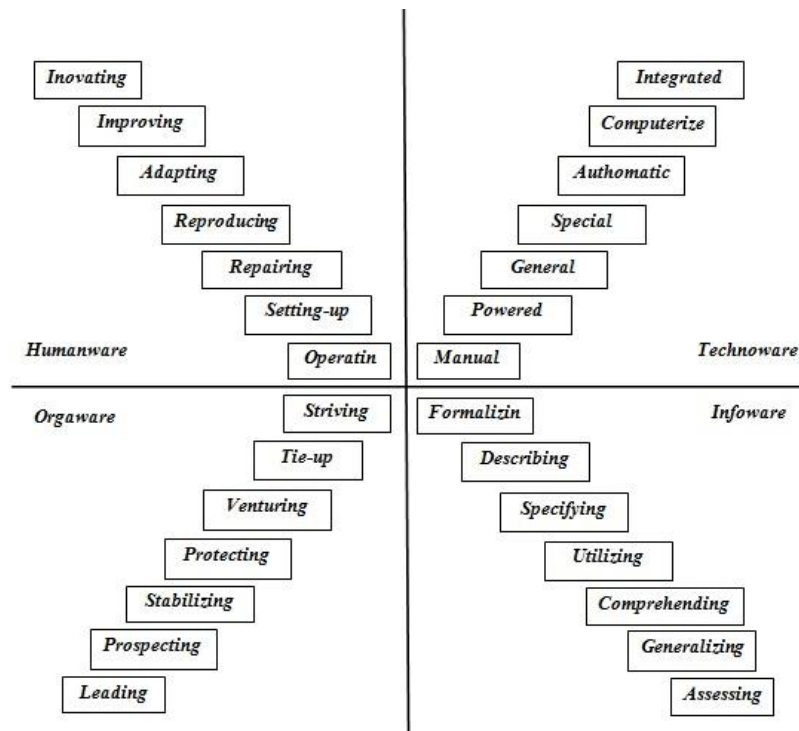 Inovating
Improving
Adapting
Reproducing
Repairing
Setting-up
Humanware
Operatin
Integrated
Computerize
Authomatic
Special
General
Powered
Manual
Technoware
Orgaware
Striving
Tie-up
Venturing
Protecting
Stabilizing
Prospecting
Leading
Formalizin
Infoware
Describing
Specifying
Utilizing
Comprehending
Generalizing
Assessing